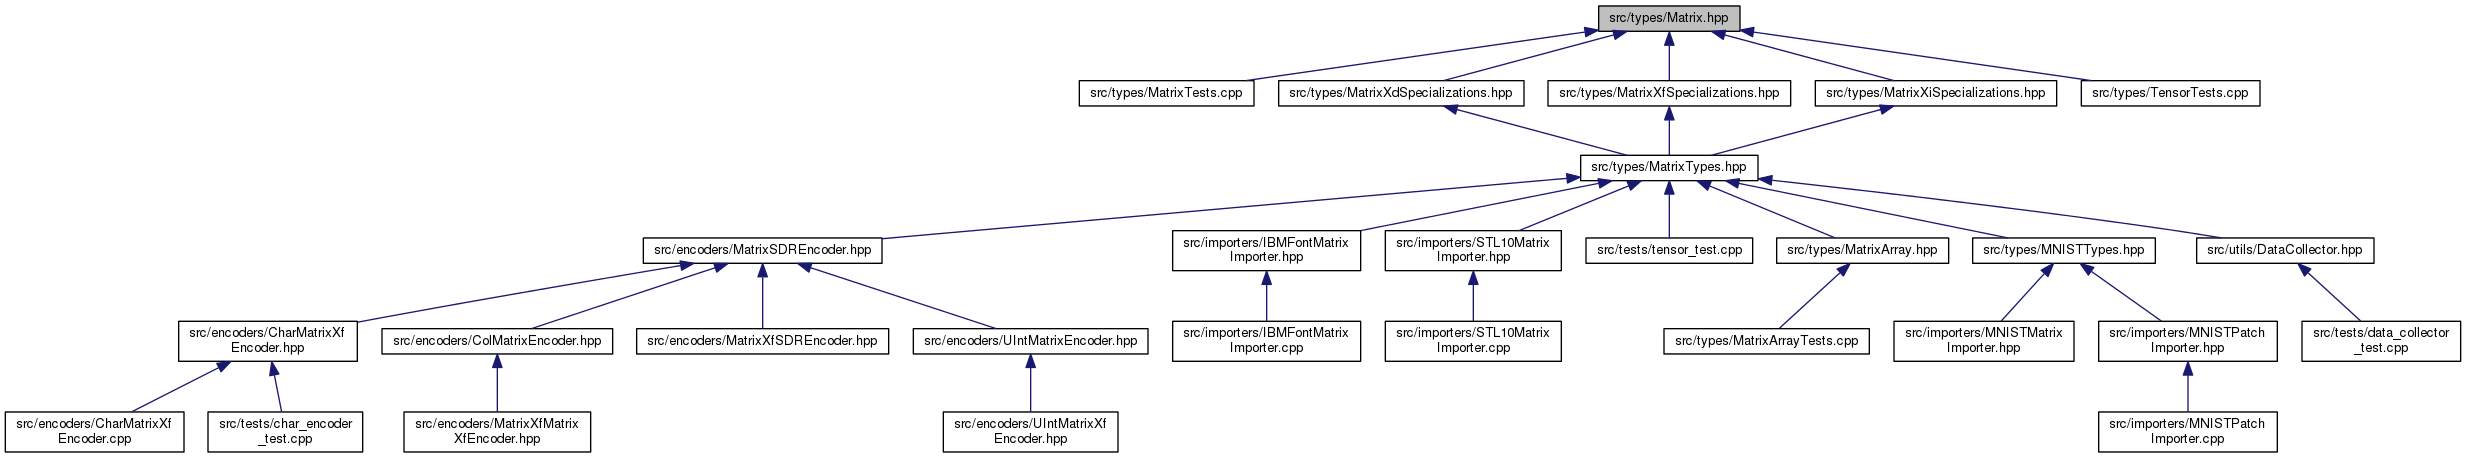 src/types/Matrix.hpp
src/types/MatrixTests.cpp
src/types/MatrixXdSpecializations.hpp
src/types/MatrixXfSpecializations.hpp
src/types/MatrixXiSpecializations.hpp
src/types/TensorTests.cpp
src/types/MatrixTypes.hpp
src/encoders/MatrixSDREncoder.hpp
src/importers/IBMFontMatrix
Importer.hpp
src/importers/STL10Matrix
Importer.hpp
src/tests/tensor_test.cpp
src/types/MatrixArray.hpp
src/types/MNISTTypes.hpp
src/utils/DataCollector.hpp
src/encoders/CharMatrixXf
Encoder.hpp
src/encoders/ColMatrixEncoder.hpp
src/encoders/MatrixXfSDREncoder.hpp
src/encoders/UIntMatrixEncoder.hpp
src/importers/IBMFontMatrix
Importer.cpp
src/importers/STL10Matrix
Importer.cpp
src/types/MatrixArrayTests.cpp
src/importers/MNISTMatrix
Importer.hpp
src/importers/MNISTPatch
Importer.hpp
src/tests/data_collector
_test.cpp
src/encoders/CharMatrixXf
Encoder.cpp
src/tests/char_encoder
_test.cpp
src/encoders/MatrixXfMatrix
XfEncoder.hpp
src/encoders/UIntMatrixXf
Encoder.hpp
src/importers/MNISTPatch
Importer.cpp